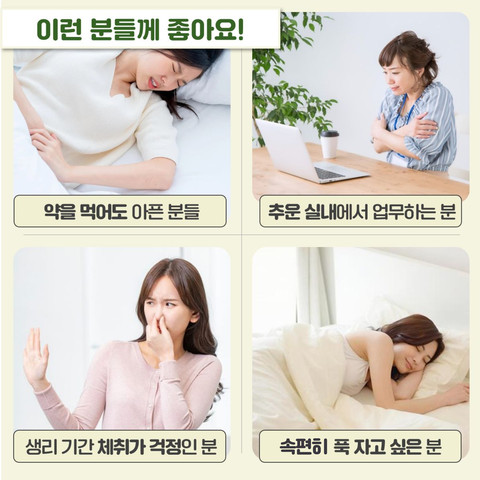 이런 분들께 좋아요!
약을 먹어도 아픈 분들
추운 실내에서 업무하는 분
생리 기간 체취가 걱정인 분
속편히 푹 자고 싶은 분